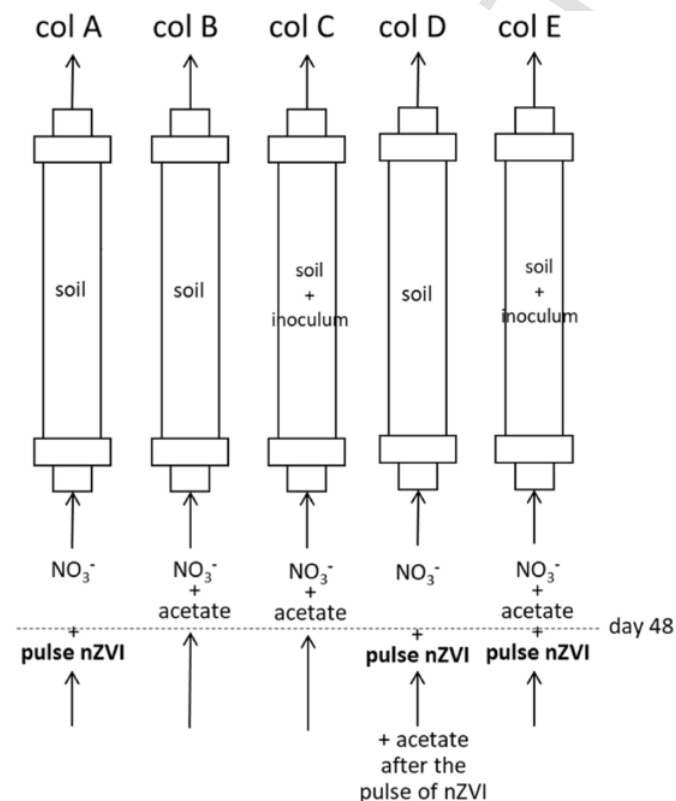 col A col B col C col D col E
soil soil soil + inoculum soil soil + inoculum
NO₃⁻ NO₃⁻ + acetate NO₃⁻ + acetate NO₃⁻ NO₃⁻ + acetate
day 48
+ pulse nZVI + pulse nZVI + pulse nZVI
+ acetate
after the
pulse of nZVI